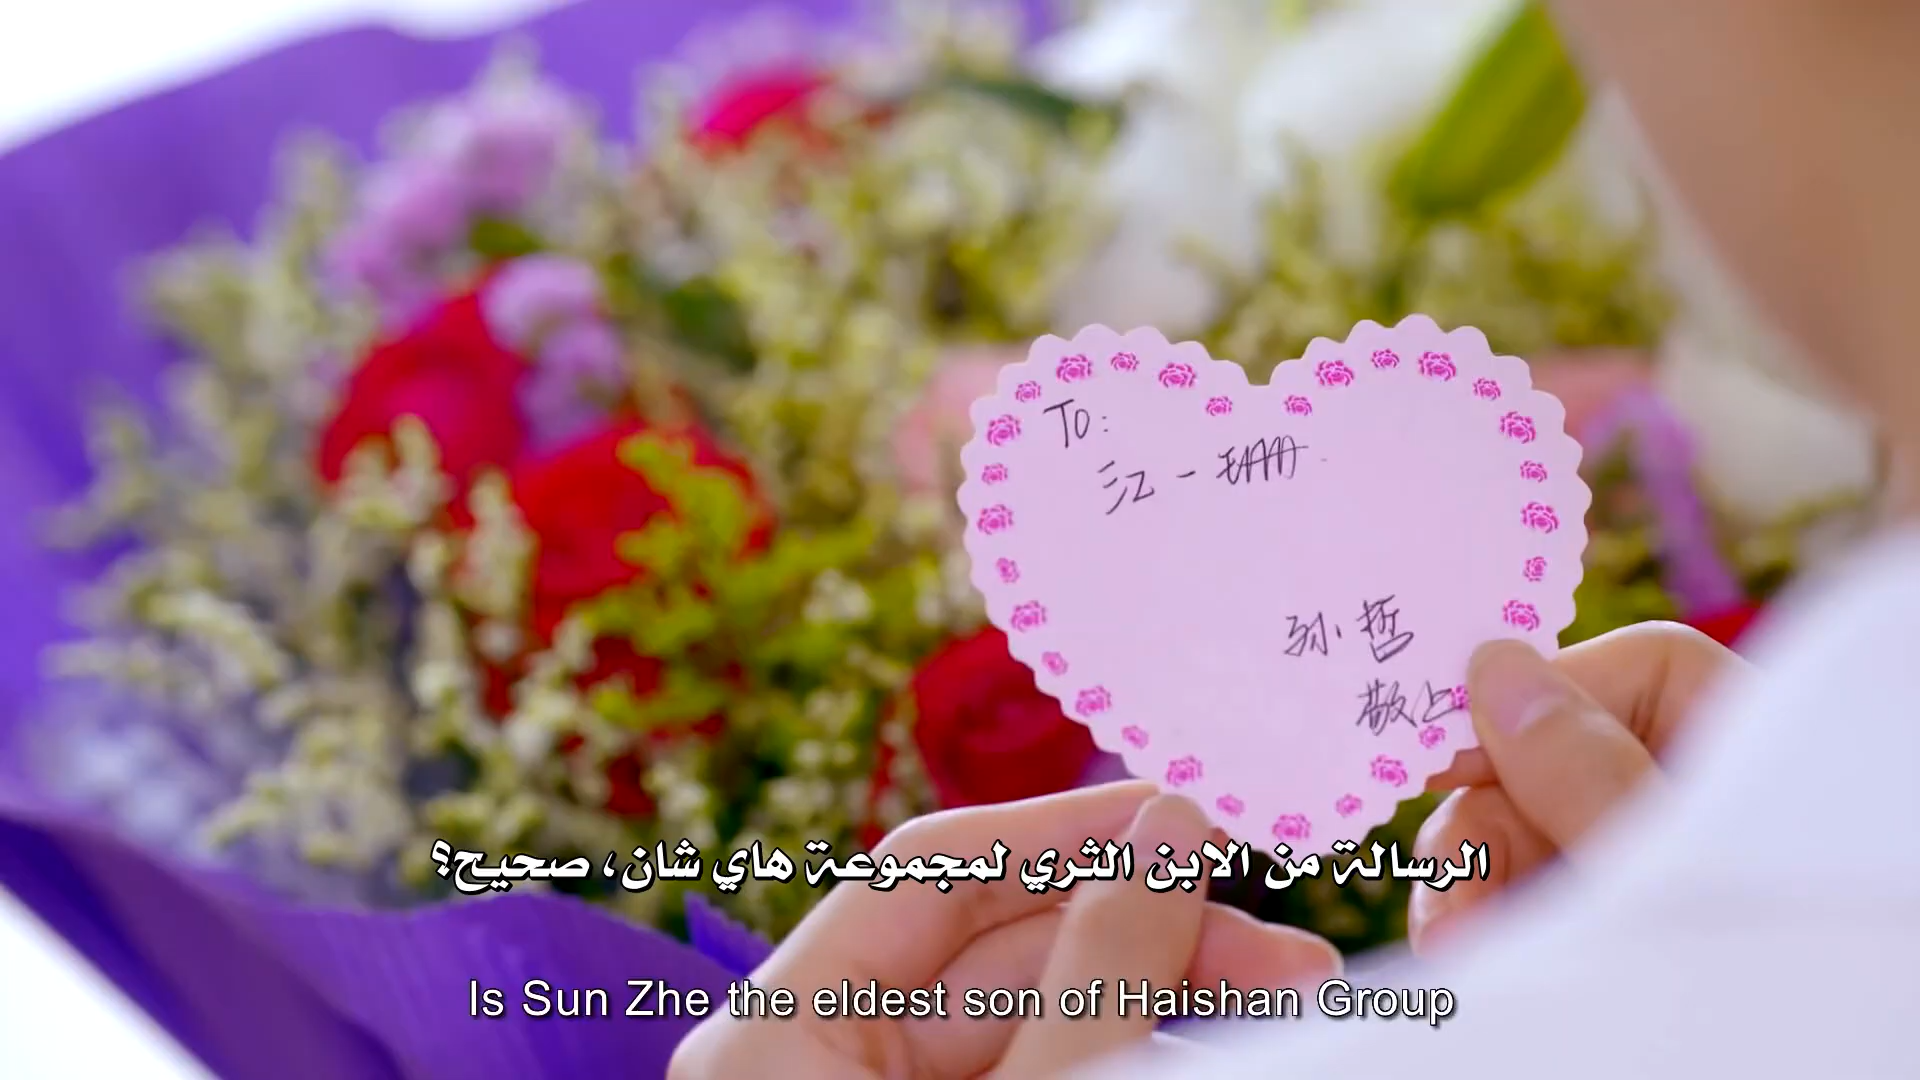 To:
江一珊
孙哲
敬上
الرسالة من الابن الثري لمجموعة هاي شان، صحيح؟
Is Sun Zhe the eldest son of Haishan Group